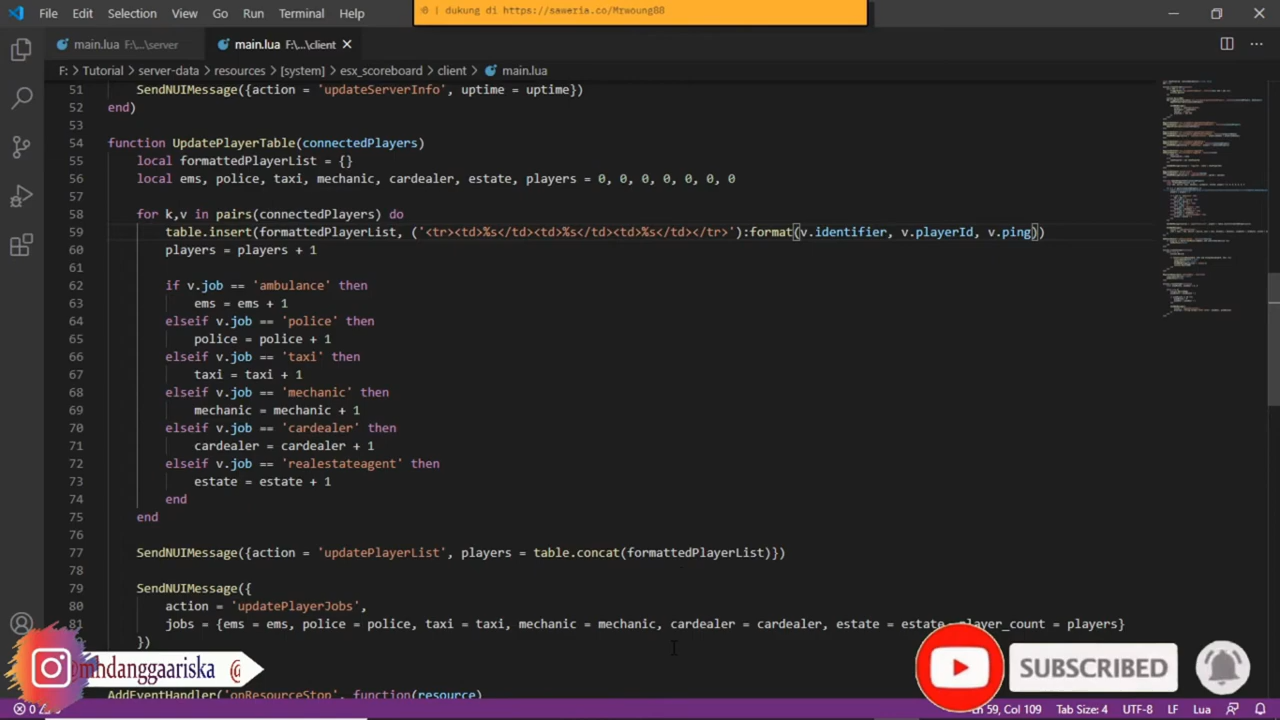 File Edit Selection View Go Run Terminal Help
| dukung di https://saweria.co/Mrwoung88
main.lua F:\...\server
main.lua F:\...\client
F: > Tutorial > server-data > resources > [system] > esx_scoreboard > client > main.lua
51 SendNUIMessage({action = 'updateServerInfo', uptime = uptime})
52 end)
53
54 function UpdatePlayerTable(connectedPlayers)
55 local formattedPlayerList = {}
56 local ems, police, taxi, mechanic, cardealer, estate, players = 0, 0, 0, 0, 0, 0, 0
57
58 for k,v in pairs(connectedPlayers) do
59 table.insert(formattedPlayerList, ('<tr><td>%s</td><td>%s</td><td>%s</td></tr>'):format(v.identifier, v.playerId, v.ping))
60 players = players + 1
61
62 if v.job == 'ambulance' then
63 ems = ems + 1
64 elseif v.job == 'police' then
65 police = police + 1
66 elseif v.job == 'taxi' then
67 taxi = taxi + 1
68 elseif v.job == 'mechanic' then
69 mechanic = mechanic + 1
70 elseif v.job == 'cardealer' then
71 cardealer = cardealer + 1
72 elseif v.job == 'realestateagent' then
73 estate = estate + 1
74 end
75 end
76
77 SendNUIMessage({action = 'updatePlayerList', players = table.concat(formattedPlayerList)})
78
79 SendNUIMessage({
80 action = 'updatePlayerJobs',
81 jobs = {ems = ems, police = police, taxi = taxi, mechanic = mechanic, cardealer = cardealer, estate = estate player_count = players}
})
AddEventHandler('onResourceStop', function(resource)
@mhdanggaariska @
SUBSCRIBED
0
Ln 59, Col 109 Tab Size: 4 UTF-8 LF Lua